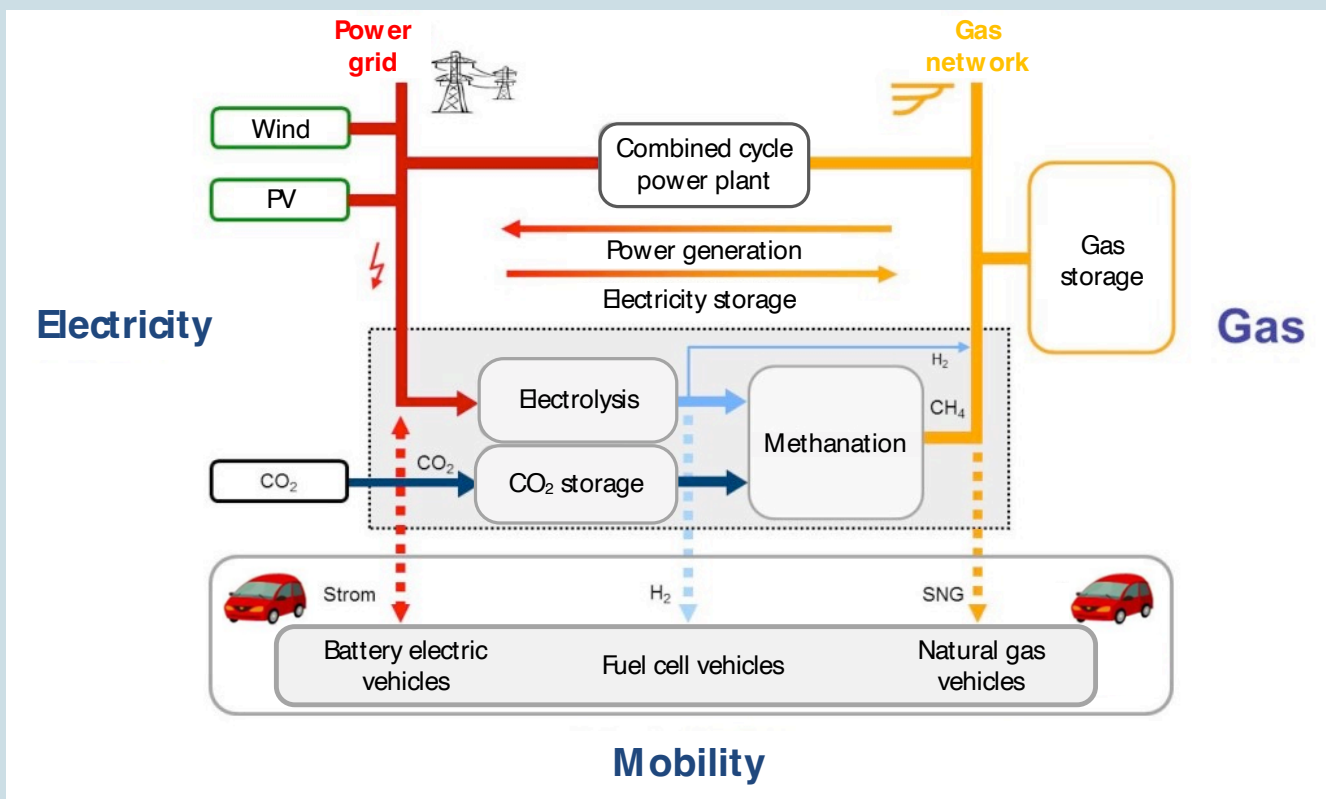 Power
grid
Gas
network
Wind
Combined cycle
power plant
PV
Power generation
Electricity storage
Gas
storage
Electricity
Gas
H₂
Electrolysis
CH₄
Methanation
CO₂
CO₂
CO₂ storage
Strom
H₂
SNG
Battery electric
vehicles
Fuel cell vehicles
Natural gas
vehicles
Mobility